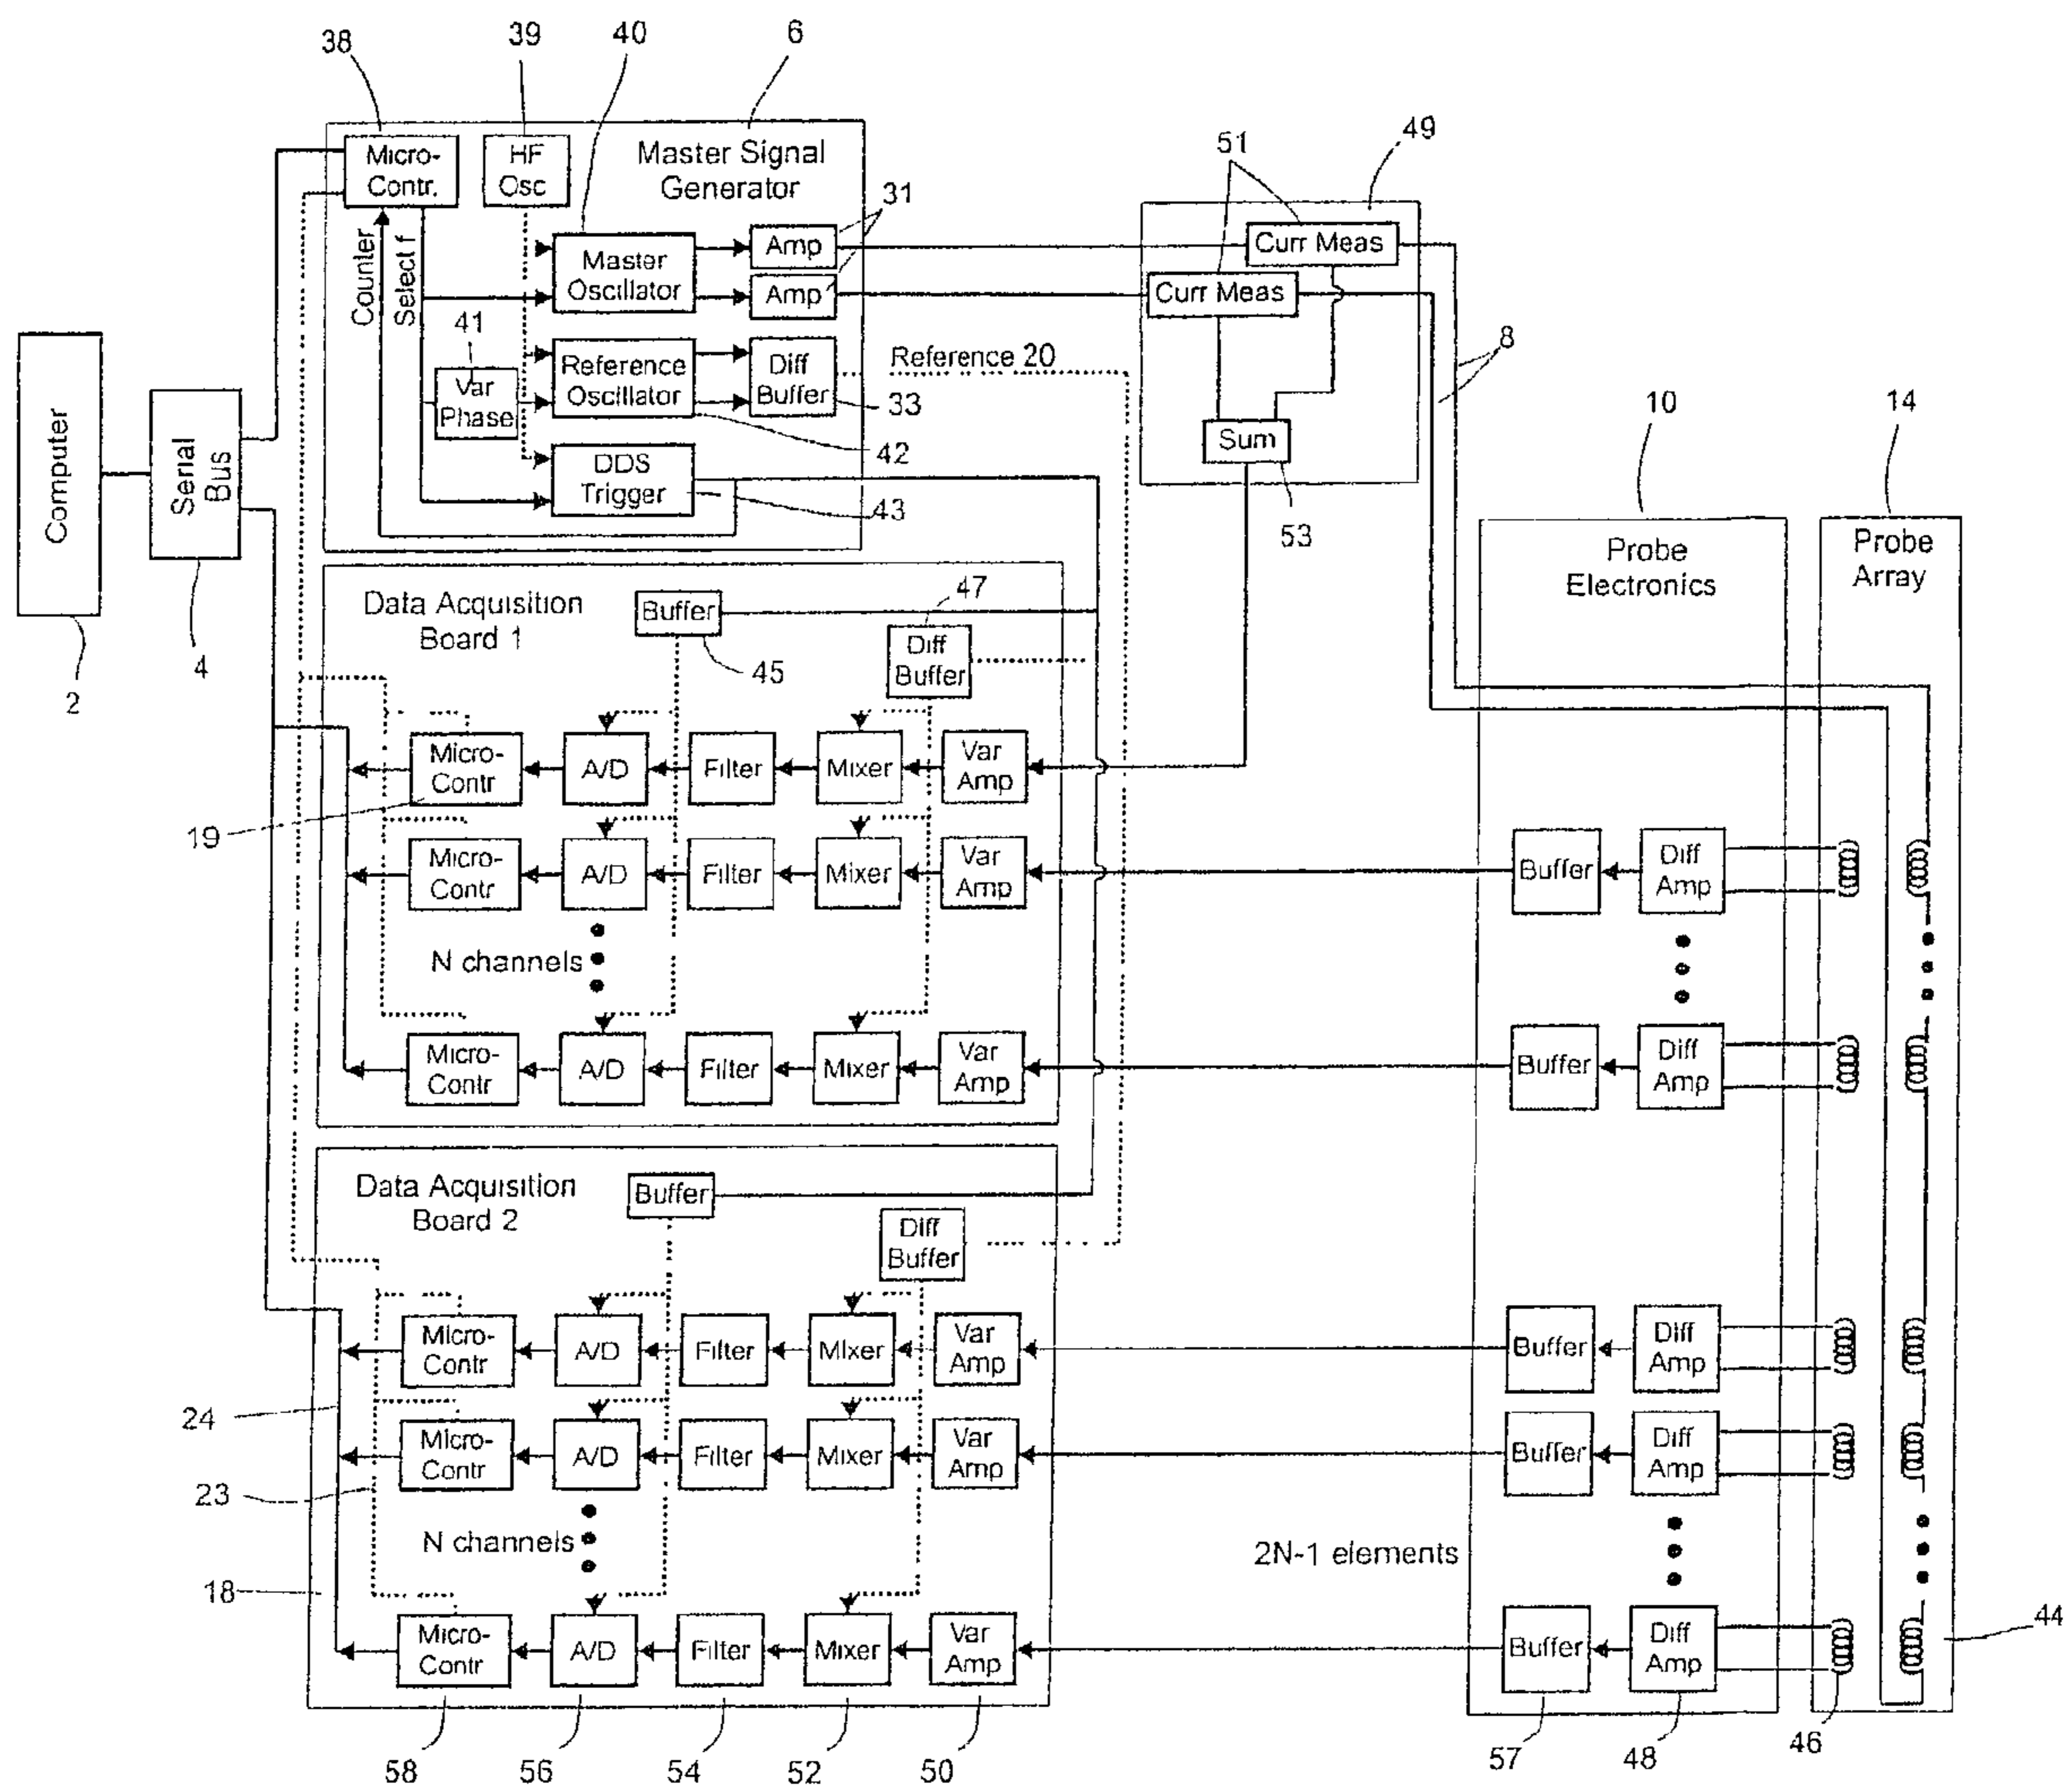 38
39
40
6
Micro-
Contr.
HF
Osc
Master Signal
Generator
31
51
49
Counter
Select f
Master
Oscillator
Amp
Amp
Curr Meas
Curr Meas
41
Var
Phase
Reference
Oscillator
Diff
Buffer
Reference 20
33
42
8
Computer
Serial
Bus
DDS
Trigger
43
Sum
53
10
14
2
4
Probe
Electronics
Probe
Array
Data Acquisition
Board 1
Buffer
45
47
Diff
Buffer
Micro-
Contr
A/D
Filter
Mixer
Var
Amp
19
Micro-
Contr
A/D
Filter
Mixer
Var
Amp
Buffer
Diff
Amp
N channels
Micro-
Contr
A/D
Filter
Mixer
Var
Amp
Buffer
Diff
Amp
Data Acquisition
Board 2
Buffer
Diff
Buffer
Micro-
Contr
A/D
Filter
Mixer
Var
Amp
Buffer
Diff
Amp
24
Micro-
Contr
A/D
Filter
Mixer
Var
Amp
Buffer
Diff
Amp
23
N channels
2N-1 elements
18
Micro-
Contr
A/D
Filter
Mixer
Var
Amp
Buffer
Diff
Amp
44
58
56
54
52
50
57
48
46